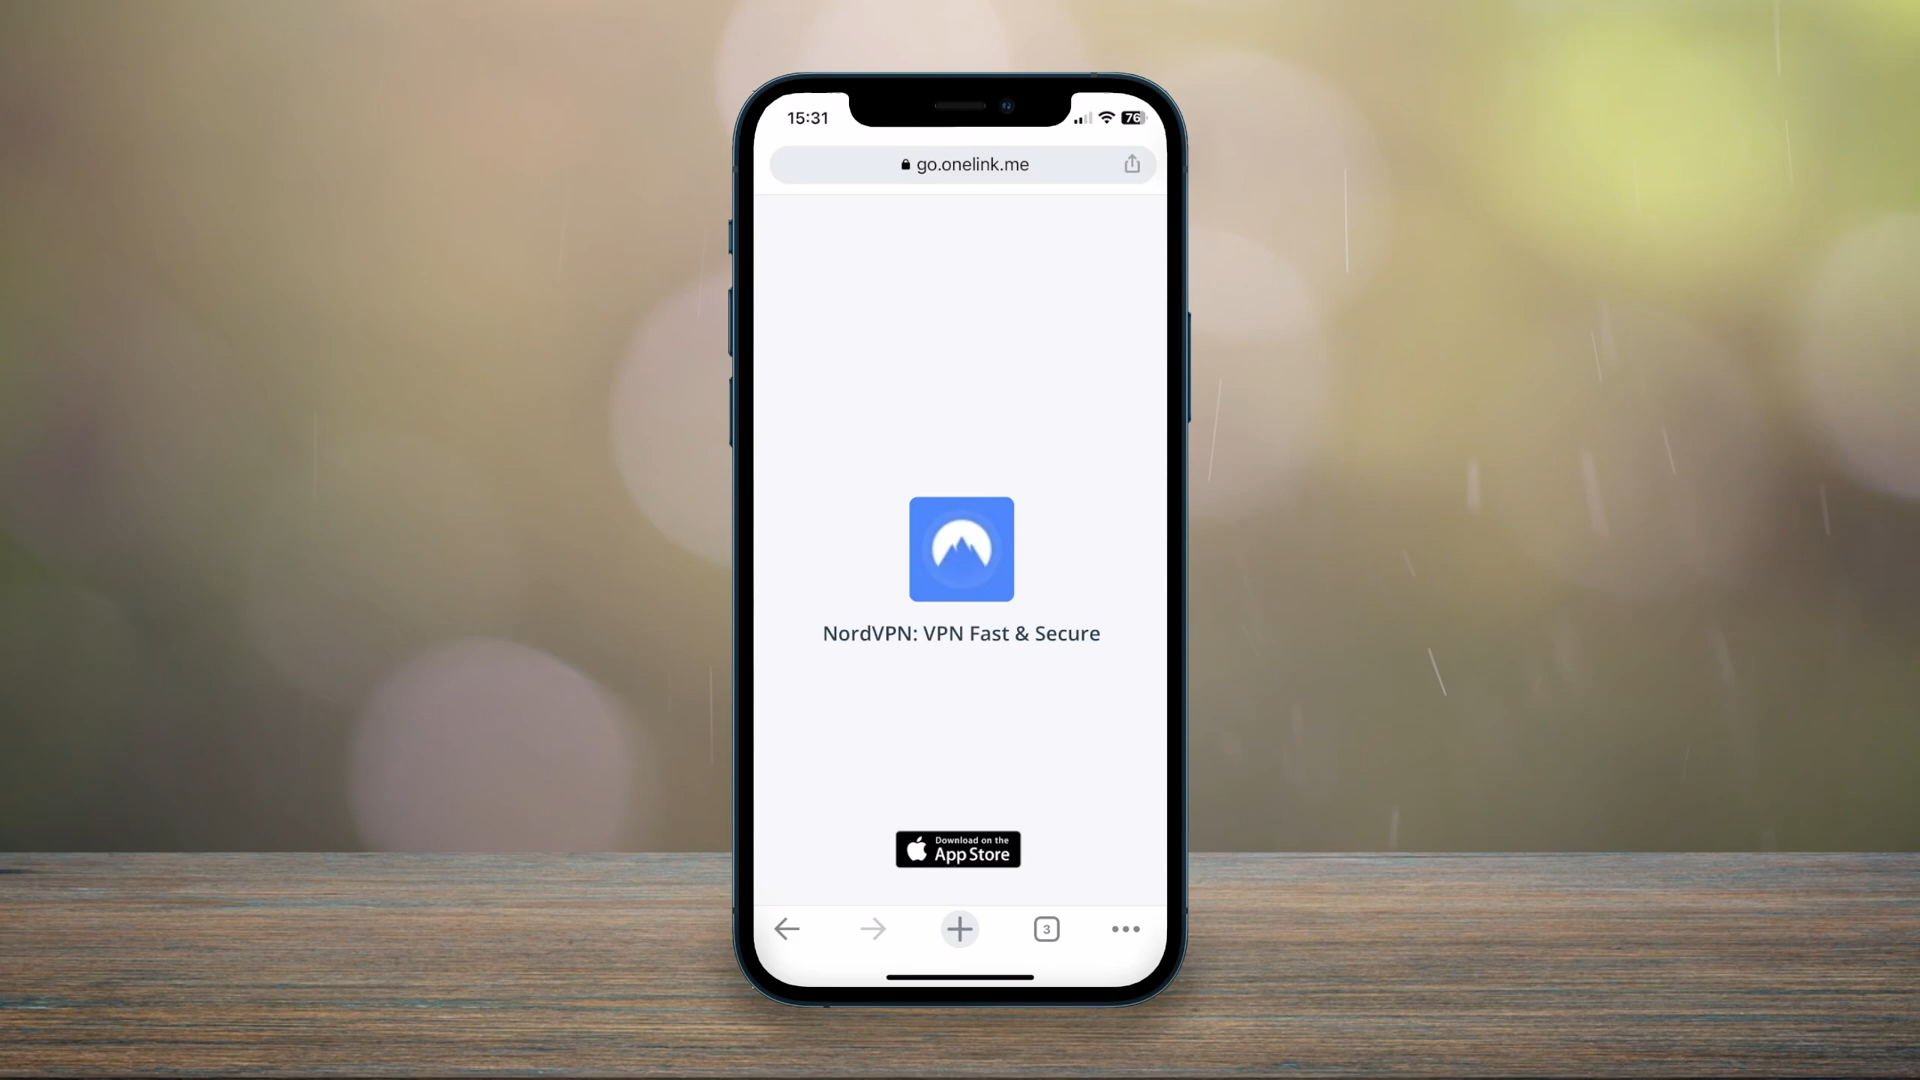 15:31
76
go.onelink.me
NordVPN: VPN Fast & Secure
Download on the
App Store
3